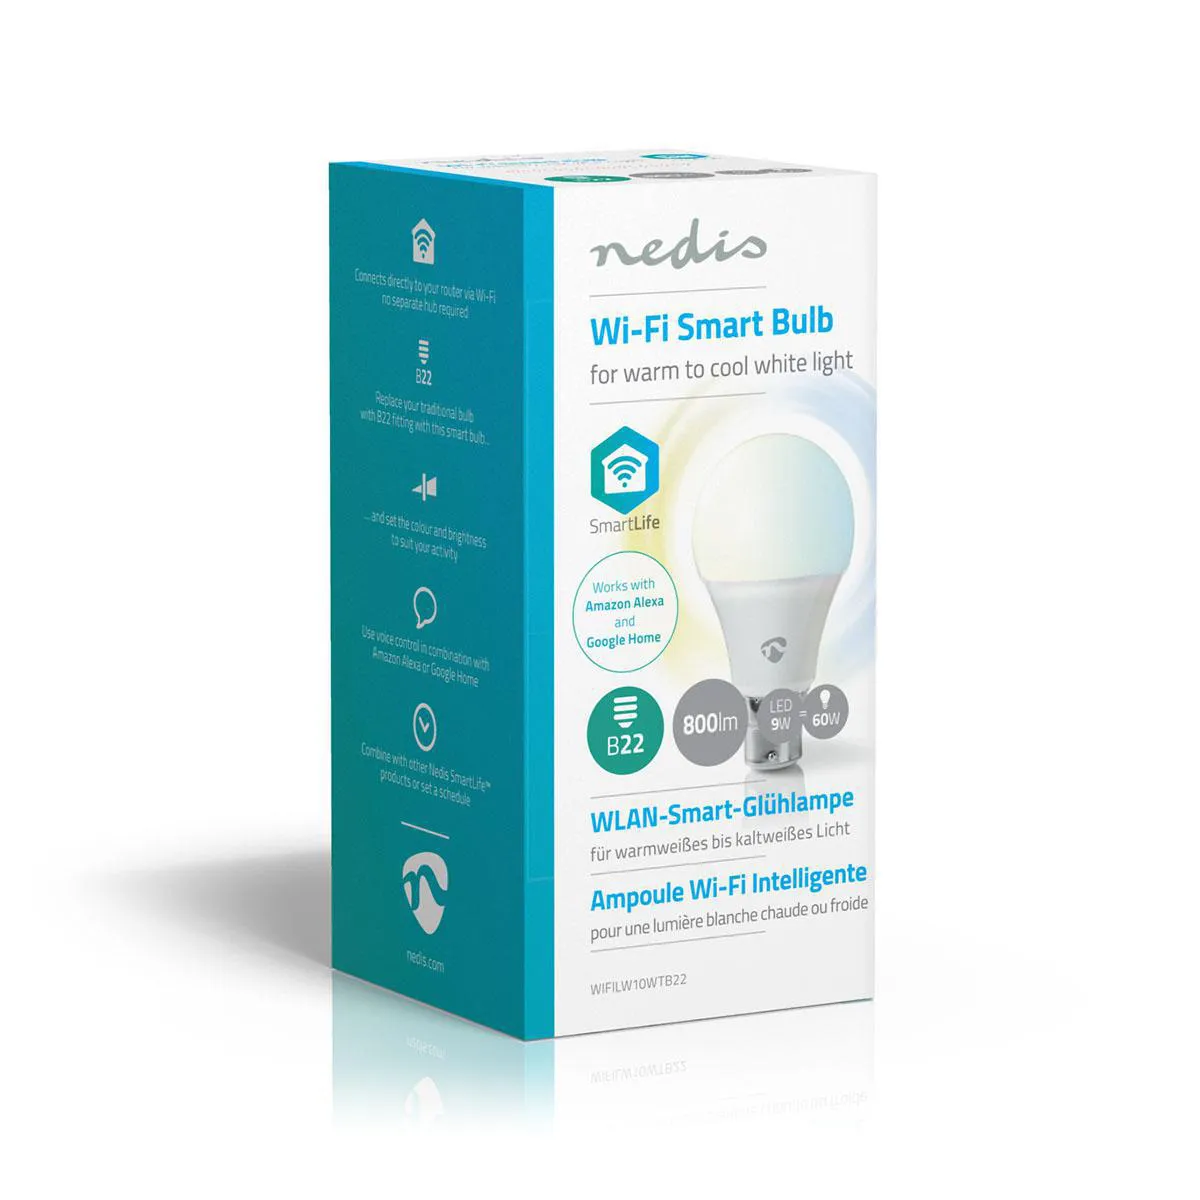 nedis
Wi-Fi Smart Bulb
for warm to cool white light
SmartLife
Works with
Amazon Alexa
and
Google Home
B22
800lm
LED
9W
=
60W
WLAN-Smart-Glühlampe
für warmweißes bis kaltweißes Licht
Ampoule Wi-Fi Intelligente
pour une lumière blanche chaude ou froide
WIFILW10WTB22
Connects directly to your router via Wi-Fi
no separate hub required
B22
Replace your traditional bulb
with B22 fitting with this smart bulb...
... and set the colour and brightness
to suit your activity
Use voice control in combination with
Amazon Alexa or Google Home
Combine with other Nedis SmartLife™
products or set a schedule
nedis.com